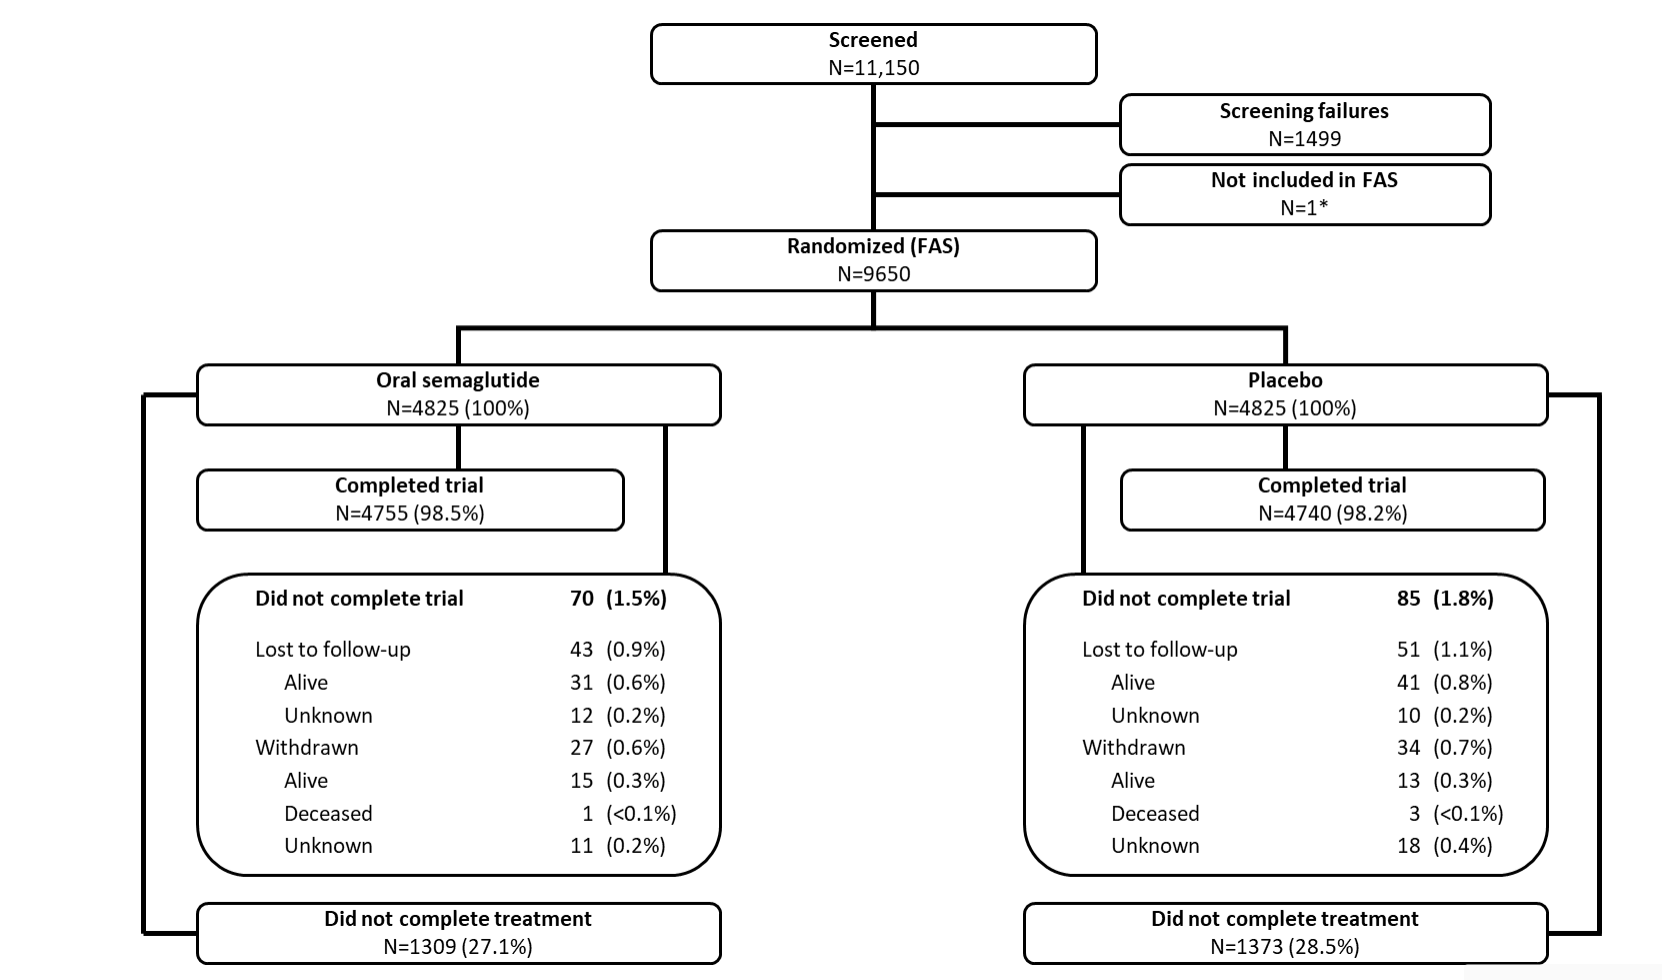 Screened
N=11,150
Screening failures
N=1499
Not included in FAS
N=1*
Randomized (FAS)
N=9650
Oral semaglutide
N=4825 (100%)
Placebo
N=4825 (100%)
Completed trial
N=4755 (98.5%)
Completed trial
N=4740 (98.2%)
Did not complete trial 70 (1.5%)
Lost to follow-up 43 (0.9%)
Alive 31 (0.6%)
Unknown 12 (0.2%)
Withdrawn 27 (0.6%)
Alive 15 (0.3%)
Deceased 1 (<0.1%)
Unknown 11 (0.2%)
Did not complete trial 85 (1.8%)
Lost to follow-up 51 (1.1%)
Alive 41 (0.8%)
Unknown 10 (0.2%)
Withdrawn 34 (0.7%)
Alive 13 (0.3%)
Deceased 3 (<0.1%)
Unknown 18 (0.4%)
Did not complete treatment
N=1309 (27.1%)
Did not complete treatment
N=1373 (28.5%)